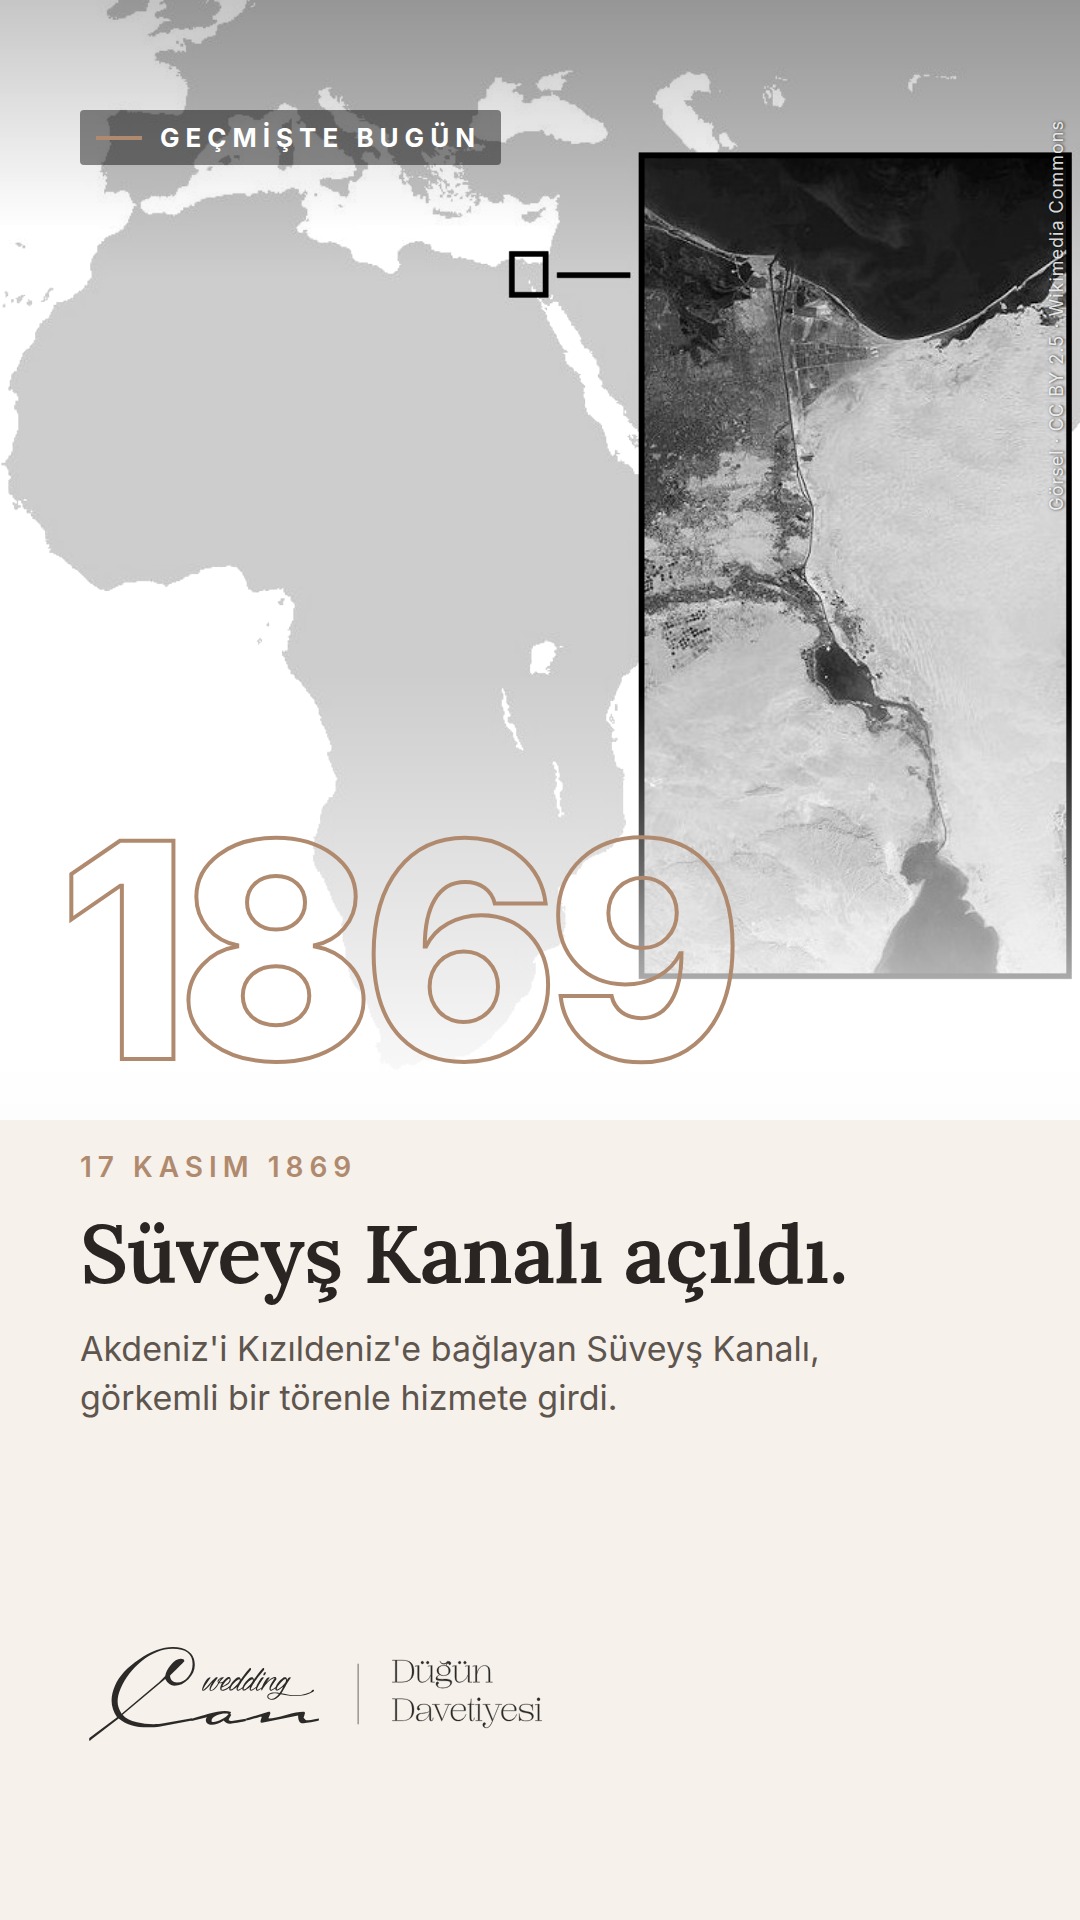 GEÇMİŞTE BUGÜN
Görsel · CC BY 2.5 · Wikimedia Commons
1869
17 KASIM 1869
Süveyş Kanalı açıldı.
Akdeniz'i Kızıldeniz'e bağlayan Süveyş Kanalı,
görkemli bir törenle hizmete girdi.
wedding
Can
Düğün
Davetiyesi